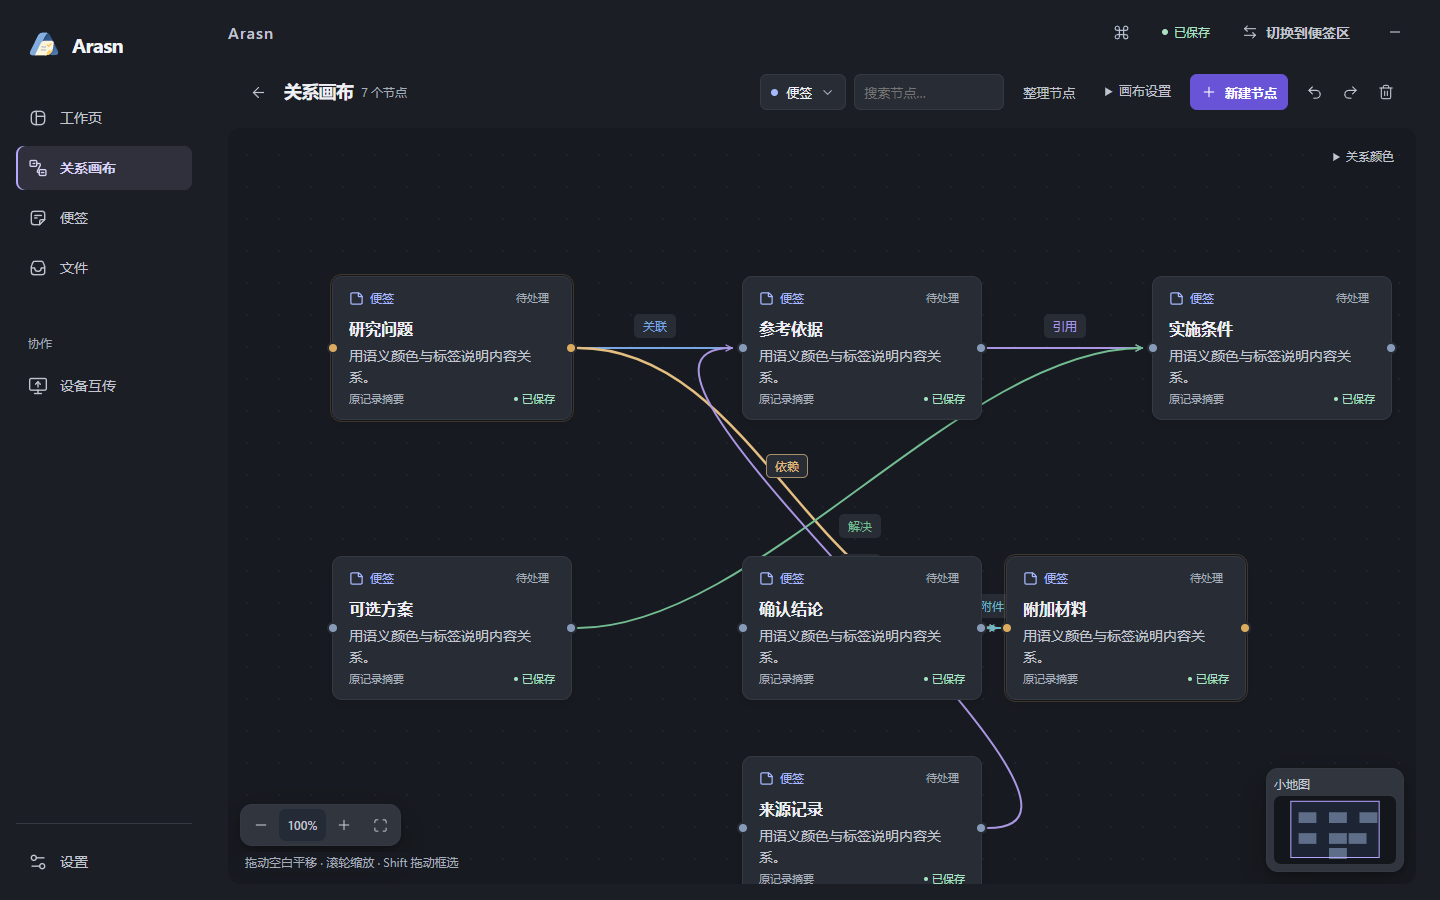 Arasn
工作页
关系画布
便签
文件
协作
设备互传
设置
Arasn
已保存
切换到便签区
关系画布 7 个节点
便签
搜索节点...
整理节点
画布设置
新建节点
关系颜色
便签 待处理
研究问题
用语义颜色与标签说明内容关
系。
原记录摘要 已保存
关联
便签 待处理
参考依据
用语义颜色与标签说明内容关
系。
原记录摘要 已保存
引用
便签 待处理
实施条件
用语义颜色与标签说明内容关
系。
原记录摘要 已保存
依赖
解决
便签 待处理
可选方案
用语义颜色与标签说明内容关
系。
原记录摘要 已保存
便签 待处理
确认结论
用语义颜色与标签说明内容关
系。
原记录摘要 已保存
附件
便签 待处理
附加材料
用语义颜色与标签说明内容关
系。
原记录摘要 已保存
便签 待处理
来源记录
用语义颜色与标签说明内容关
系。
原记录摘要 已保存
100%
拖动空白平移 · 滚轮缩放 · Shift 拖动框选
小地图